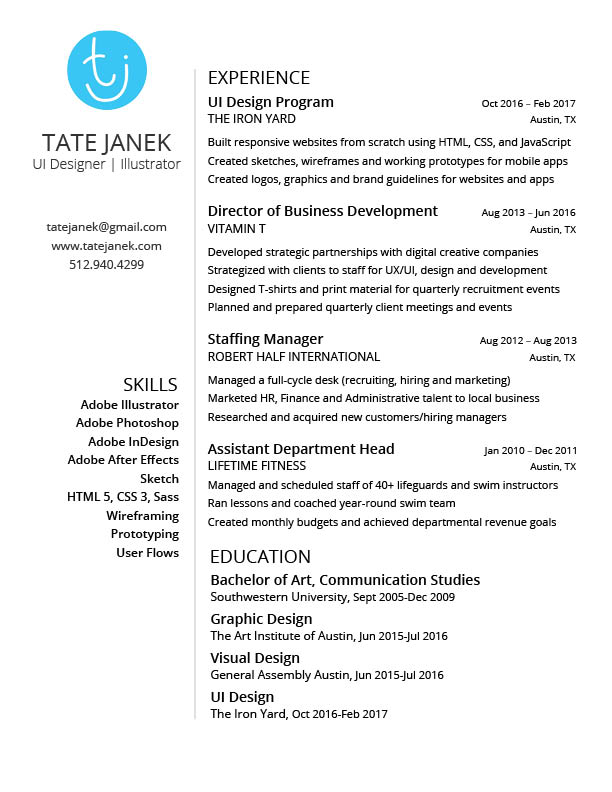 tj
TATE JANEK
UI Designer | Illustrator
tatejanek@gmail.com
www.tatejanek.com
512.940.4299
SKILLS
Adobe Illustrator
Adobe Photoshop
Adobe InDesign
Adobe After Effects
Sketch
HTML 5, CSS 3, Sass
Wireframing
Prototyping
User Flows
EXPERIENCE
UI Design Program Oct 2016 – Feb 2017
THE IRON YARD Austin, TX
Built responsive websites from scratch using HTML, CSS, and JavaScript
Created sketches, wireframes and working prototypes for mobile apps
Created logos, graphics and brand guidelines for websites and apps
Director of Business Development Aug 2013 – Jun 2016
VITAMIN T Austin, TX
Developed strategic partnerships with digital creative companies
Strategized with clients to staff for UX/UI, design and development
Designed T-shirts and print material for quarterly recruitment events
Planned and prepared quarterly client meetings and events
Staffing Manager Aug 2012 – Aug 2013
ROBERT HALF INTERNATIONAL Austin, TX
Managed a full-cycle desk (recruiting, hiring and marketing)
Marketed HR, Finance and Administrative talent to local business
Researched and acquired new customers/hiring managers
Assistant Department Head Jan 2010 – Dec 2011
LIFETIME FITNESS Austin, TX
Managed and scheduled staff of 40+ lifeguards and swim instructors
Ran lessons and coached year-round swim team
Created monthly budgets and achieved departmental revenue goals
EDUCATION
Bachelor of Art, Communication Studies
Southwestern University, Sept 2005-Dec 2009
Graphic Design
The Art Institute of Austin, Jun 2015-Jul 2016
Visual Design
General Assembly Austin, Jun 2015-Jul 2016
UI Design
The Iron Yard, Oct 2016-Feb 2017